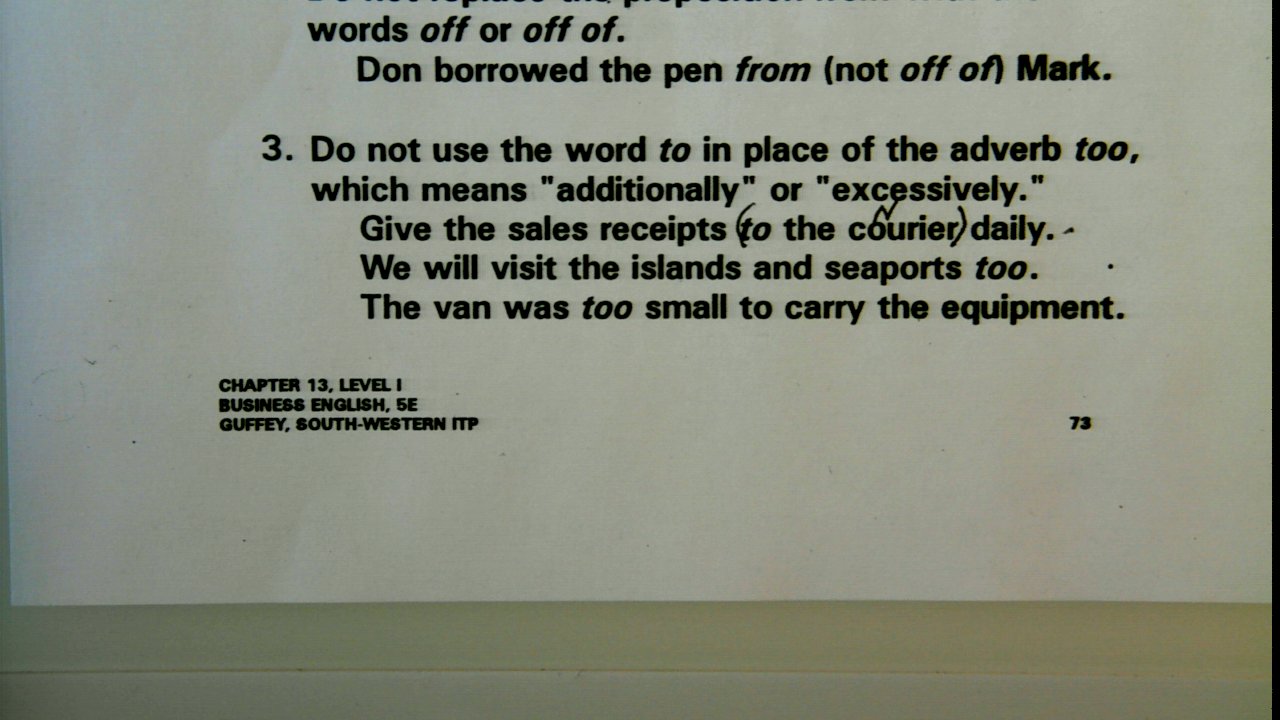 words off or off of.
Don borrowed the pen from (not off of) Mark.
3. Do not use the word to in place of the adverb too,
which means "additionally" or "excessively."
Give the sales receipts (to the courier) daily.
We will visit the islands and seaports too.
The van was too small to carry the equipment.
CHAPTER 13, LEVEL I
BUSINESS ENGLISH, 5E
GUFFEY, SOUTH-WESTERN ITP
73